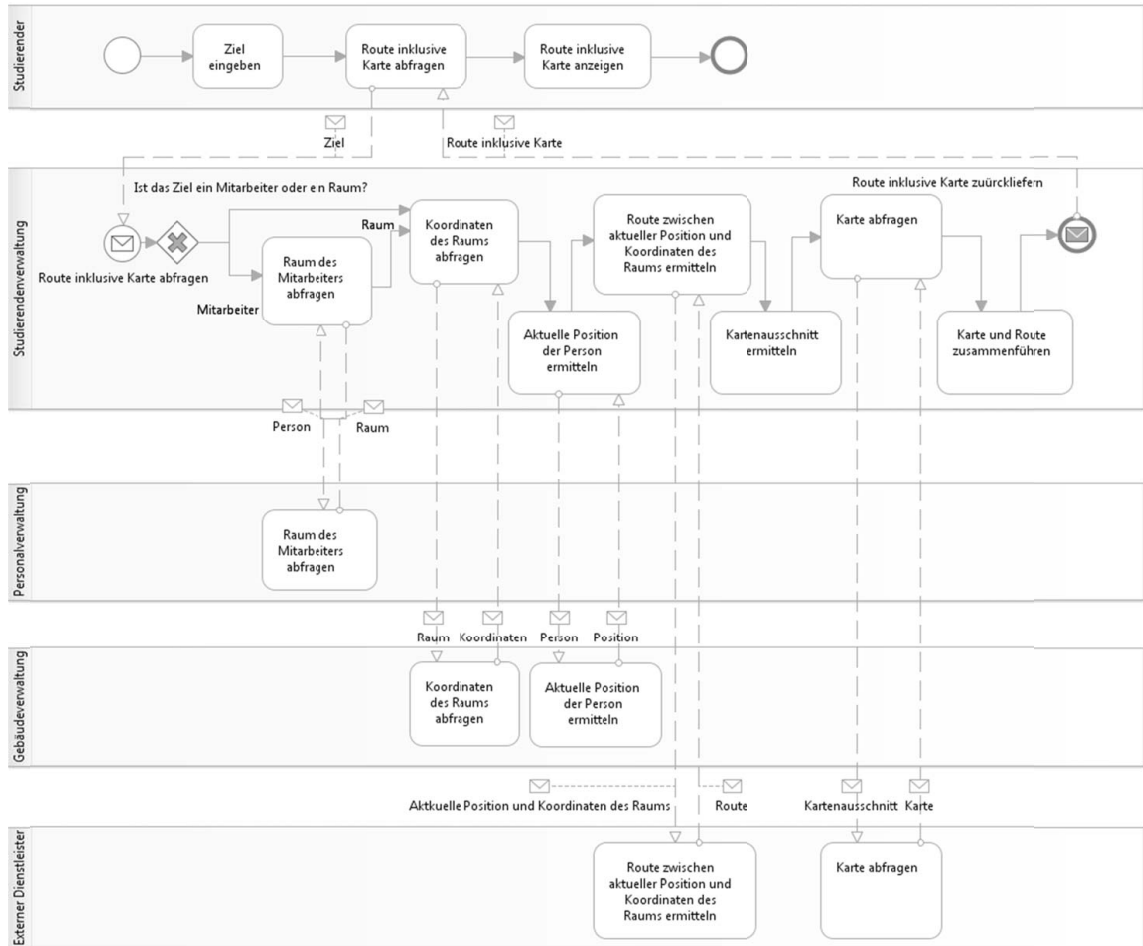 Studierender
Ziel
eingeben
Route inklusive
Karte abfragen
Route inklusive
Karte anzeigen
Ziel
Route inklusive Karte
Studierendenverwaltung
Ist das Ziel ein Mitarbeiter oder en Raum?
Route inklusive Karte zuürckliefern
Route inklusive Karte abfragen
Raum des
Mitarbeiters
abfragen
Mitarbeiter
Raum
Koordinaten
des Raums
abfragen
Aktuelle Position
der Person
ermitteln
Route zwischen
aktueller Position und
Koordinaten des
Raums ermitteln
Kartenausschnitt
ermitteln
Karte abfragen
Karte und Route
zusammenführen
Person
Raum
Personalverwaltung
Raum des
Mitarbeiters
abfragen
Raum
Koordinaten
Person
Position
Gebäudeverwaltung
Koordinaten
des Raums
abfragen
Aktuelle Position
der Person
ermitteln
Aktkuelle Position und Koordinaten des Raums
Route
Kartenausschnitt
Karte
Externer Dienstleister
Route zwischen
aktueller Position und
Koordinaten des
Raums ermitteln
Karte abfragen